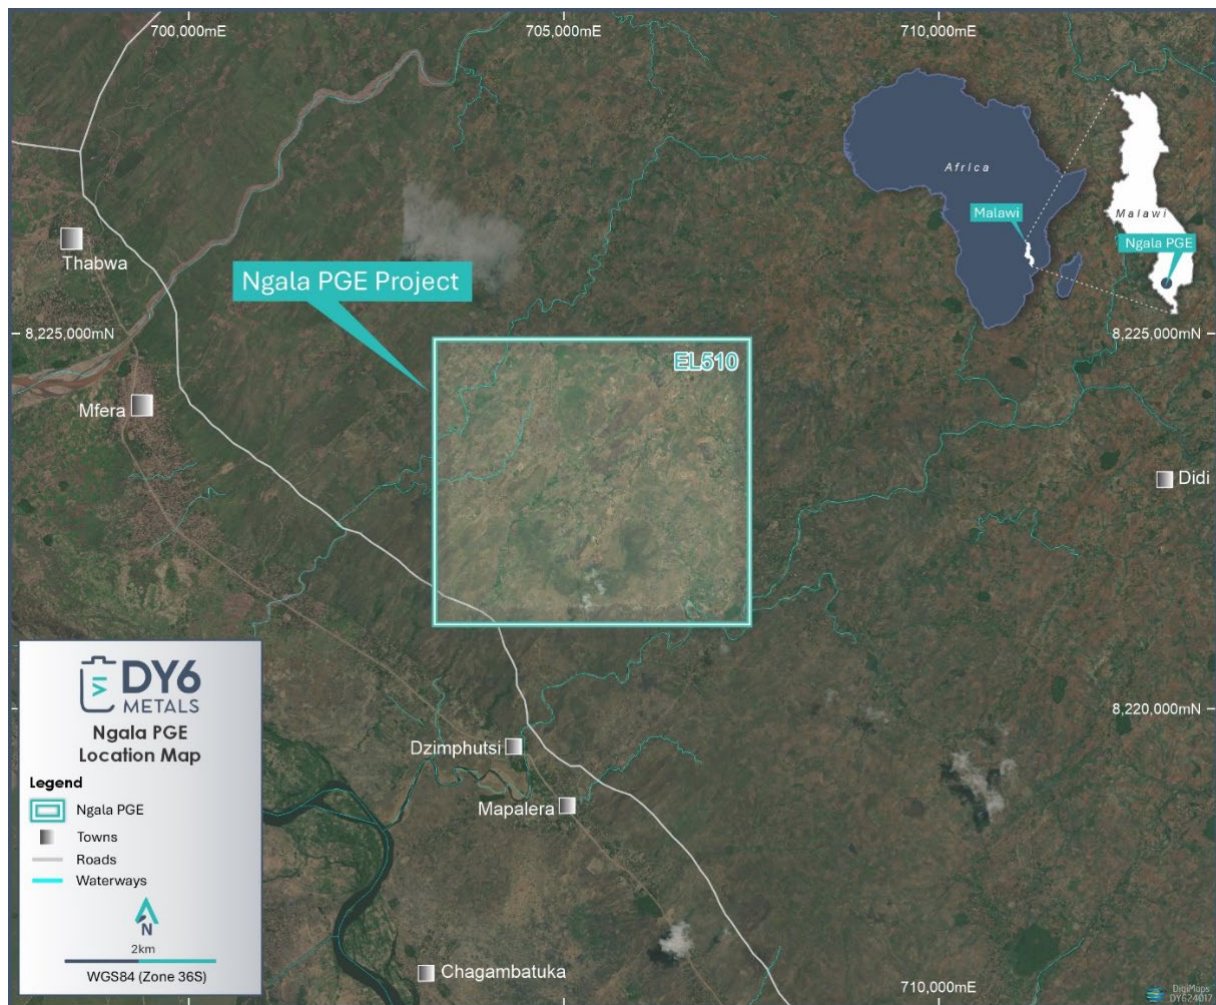 700,000mE
705,000mE
710,000mE
Africa
Malawi
Malawi
Ngala PGE
Thabwa
Ngala PGE Project
8,225,000mN
8,225,000mN
EL510
Mfera
Didi
DY6
METALS
Ngala PGE
Location Map
Legend
Ngala PGE
Towns
Roads
Waterways
N
2km
WGS84 (Zone 36S)
8,220,000mN
Dzimphutsi
Mapalera
Chagambatuka
710,000mE
DigiMaps
DY624017